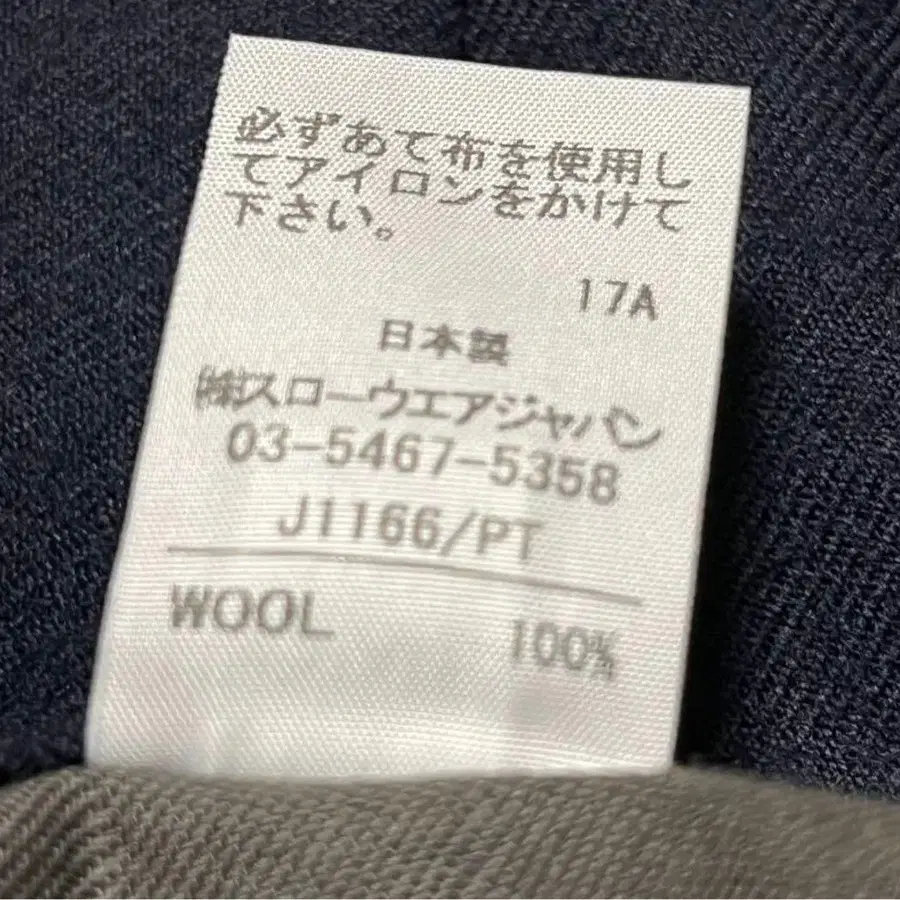 必ずあて布を使用し
てアイロンをかけて
下さい。
17A
日本製
㈱スローウエアジャパン
03-5467-5358
J1166/PT
WOOL 100%